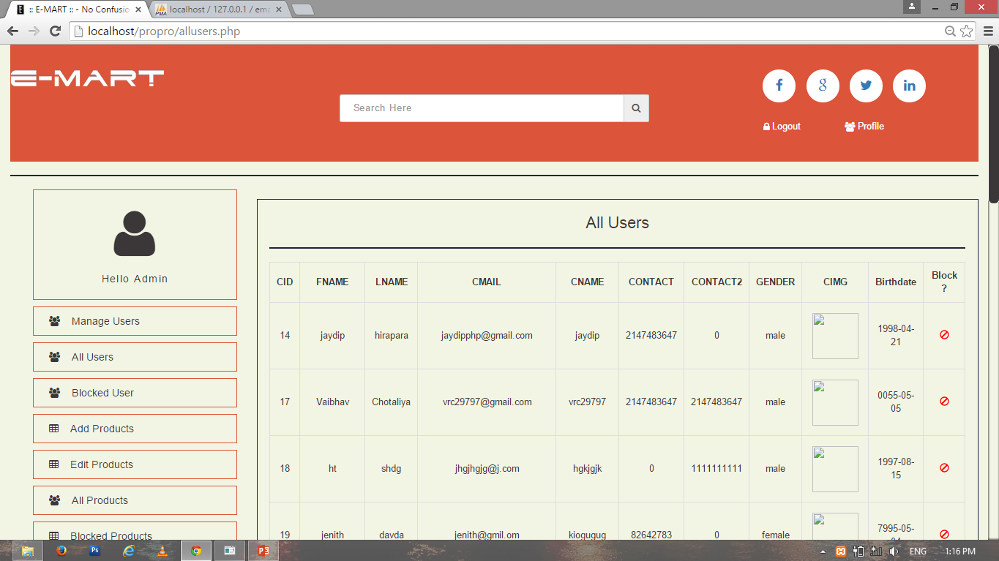 :: E-MART :: - No Confusio
localhost / 127.0.0.1 / ema
localhost/propro/allusers.php
E-MART
Search Here
Logout
Profile
Hello Admin
Manage Users
All Users
Blocked User
Add Products
Edit Products
All Products
Blocked Products
All Users
CID FNAME LNAME CMAIL CNAME CONTACT CONTACT2 GENDER CIMG Birthdate Block ?
14 jaydip hirapara jaydipphp@gmail.com jaydip 2147483647 0 male 1998-04-21
17 Vaibhav Chotaliya vrc29797@gmail.com vrc29797 2147483647 2147483647 male 0055-05-05
18 ht shdg jhgjhgjg@j.com hgkjgjk 0 1111111111 male 1997-08-15
19 jenith davda jenith@gmil.om kiogugug 82642783 0 female 7995-05-
ENG 1:16 PM